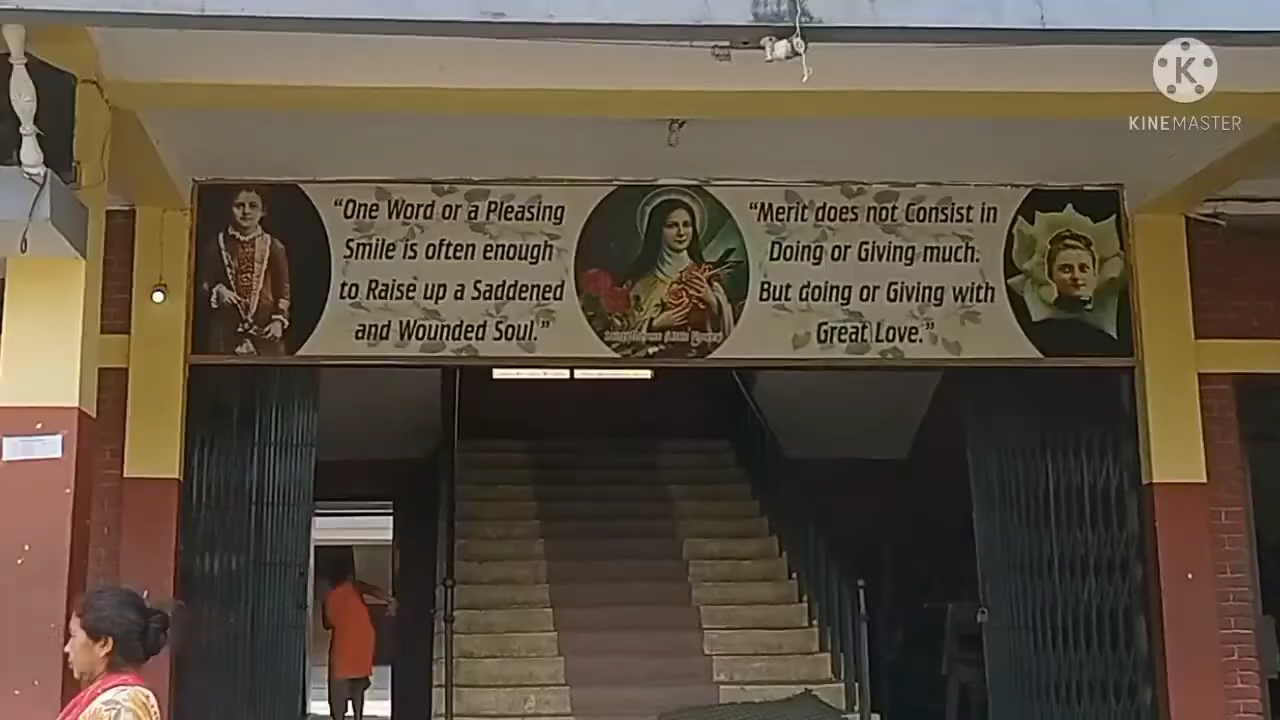 KINEMASTER
“One Word or a Pleasing
Smile is often enough
to Raise up a Saddened
and Wounded Soul.”
“Merit does not Consist in
Doing or Giving much.
But doing or Giving with
Great Love.”